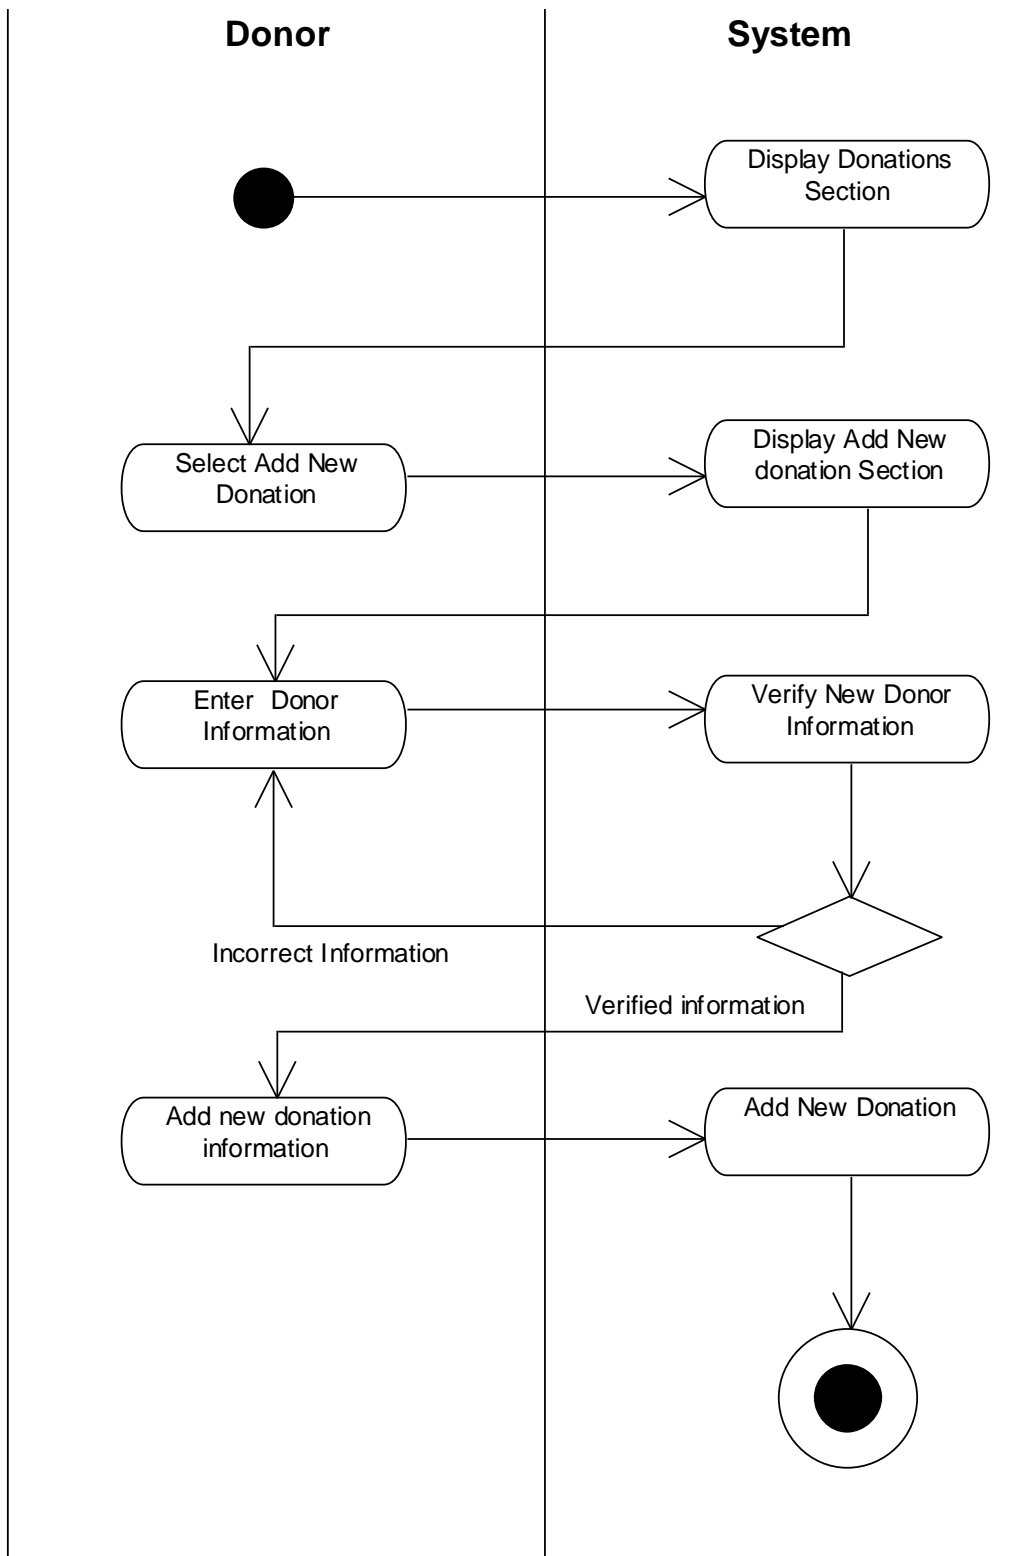 Donor
System
Display Donations
Section
Select Add New
Donation
Display Add New
donation Section
Enter Donor
Information
Verify New Donor
Information
Incorrect Information
Verified information
Add new donation
information
Add New Donation